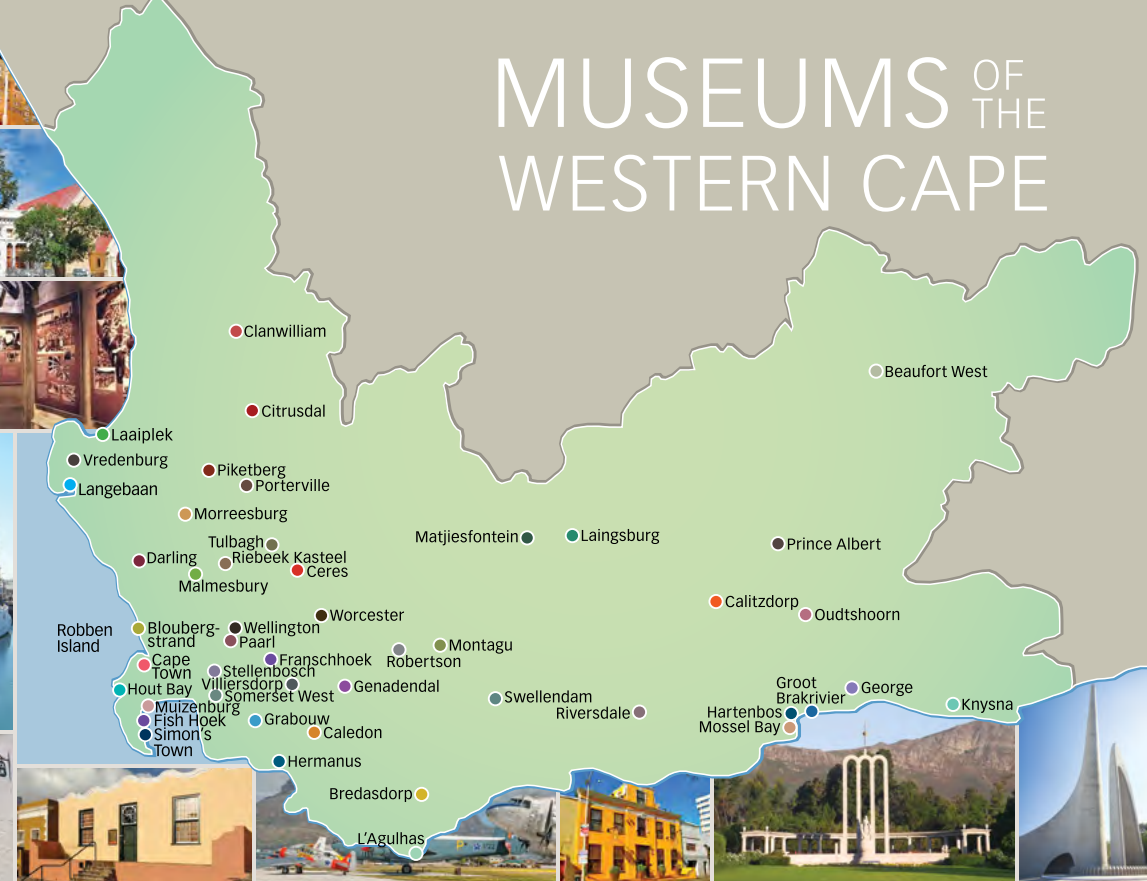 MUSEUMS OF
THE
WESTERN CAPE
Clanwilliam
Beaufort West
Citrusdal
Laaiplek
Vredenburg
Piketberg
Langebaan
Porterville
Morreesburg
Matjiesfontein
Laingsburg
Tulbagh
Prince Albert
Darling
Riebeek Kasteel
Ceres
Malmesbury
Calitzdorp
Oudtshoorn
Worcester
Robben
Island
Blouberg-
strand
Wellington
Paarl
Montagu
Robertson
Cape
Town
Franschhoek
Stellenbosch
Villiersdorp
Genadendal
Hout Bay
Somerset West
Swellendam
Groot
Brakrivier
George
Knysna
Muizenburg
Riversdale
Hartenbos
Fish Hoek
Grabouw
Mossel Bay
Simon's
Town
Caledon
Hermanus
Bredasdorp
L'Agulhas